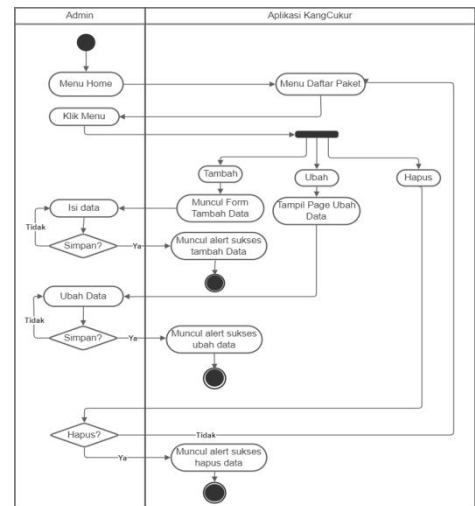 Admin
Aplikasi KangCukur
Menu Home
Menu Daftar Paket
Klik Menu
Tambah
Ubah
Hapus
Isi data
Muncul Form
Tambah Data
Tampil Page Ubah
Data
Tidak
Simpan?
Ya
Muncul alert sukses
tambah Data
Ubah Data
Tidak
Simpan?
Ya
Muncul alert sukses
ubah data
Hapus?
Tidak
Ya
Muncul alert sukses
hapus data